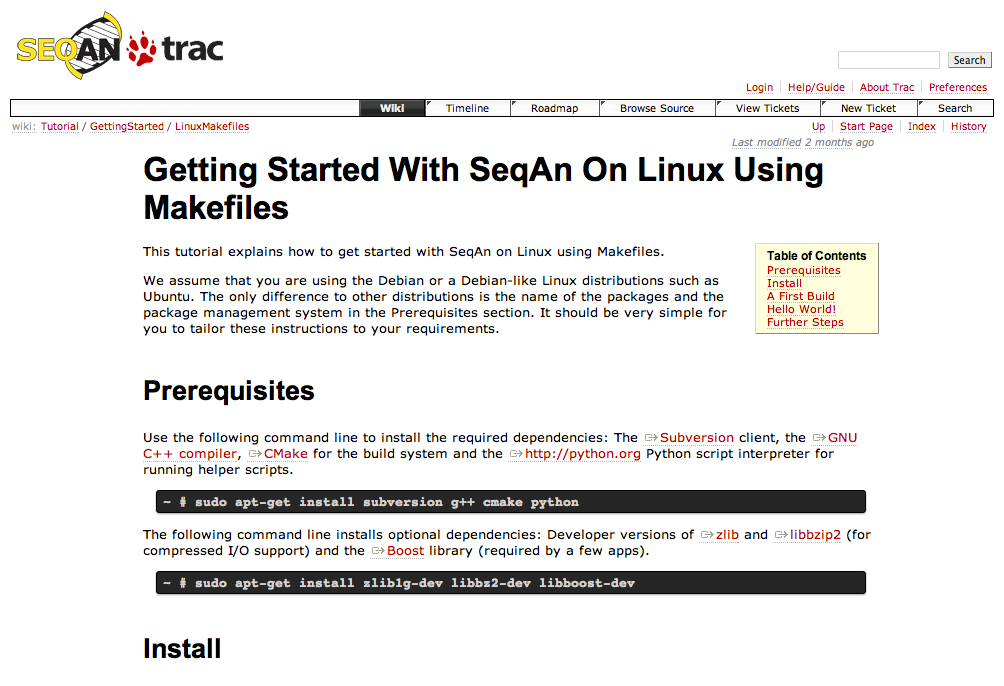 SEQAN trac
Search
Login Help/Guide About Trac Preferences
Wiki Timeline Roadmap Browse Source View Tickets New Ticket Search
wiki: Tutorial / GettingStarted / LinuxMakefiles
Up Start Page Index History
Last modified 2 months ago
Getting Started With SeqAn On Linux Using
Makefiles
This tutorial explains how to get started with SeqAn on Linux using Makefiles.
We assume that you are using the Debian or a Debian-like Linux distributions such as
Ubuntu. The only difference to other distributions is the name of the packages and the
package management system in the Prerequisites section. It should be very simple for
you to tailor these instructions to your requirements.
Table of Contents
Prerequisites
Install
A First Build
Hello World!
Further Steps
Prerequisites
Use the following command line to install the required dependencies: The Subversion client, the GNU
C++ compiler, CMake for the build system and the http://python.org Python script interpreter for
running helper scripts.
~ # sudo apt-get install subversion g++ cmake python
The following command line installs optional dependencies: Developer versions of zlib and libbzip2 (for
compressed I/O support) and the Boost library (required by a few apps).
~ # sudo apt-get install zlib1g-dev libbz2-dev libboost-dev
Install